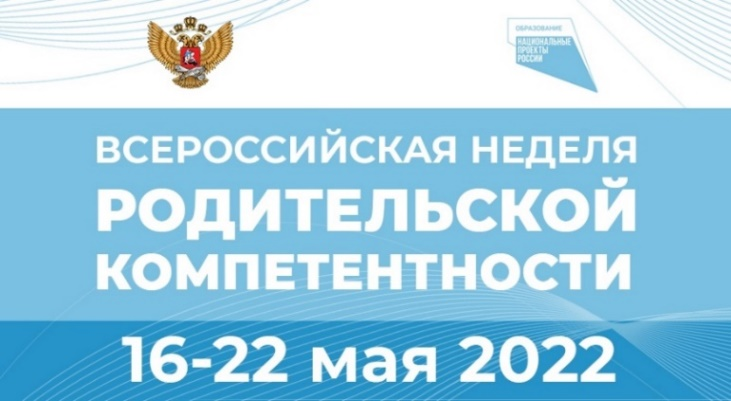 ОБРАЗОВАНИЕ
НАЦИОНАЛЬНЫЕ
ПРОЕКТЫ
РОССИИ
ВСЕРОССИЙСКАЯ НЕДЕЛЯ
РОДИТЕЛЬСКОЙ
КОМПЕТЕНТНОСТИ
16-22 мая 2022